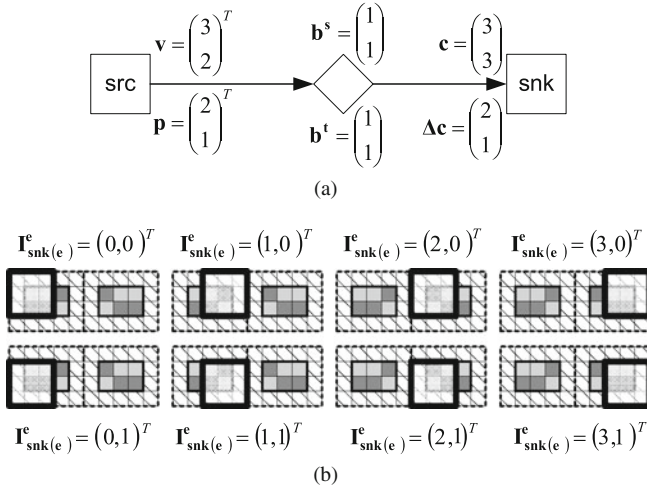 v = (3 2)^T
b^s = (1 1)
c = (3 3)
src
snk
p = (2 1)^T
b^t = (1 1)
Δc = (2 1)
(a)
I^e_snk(e) = (0,0)^T I^e_snk(e) = (1,0)^T I^e_snk(e) = (2,0)^T I^e_snk(e) = (3,0)^T
I^e_snk(e) = (0,1)^T I^e_snk(e) = (1,1)^T I^e_snk(e) = (2,1)^T I^e_snk(e) = (3,1)^T
(b)